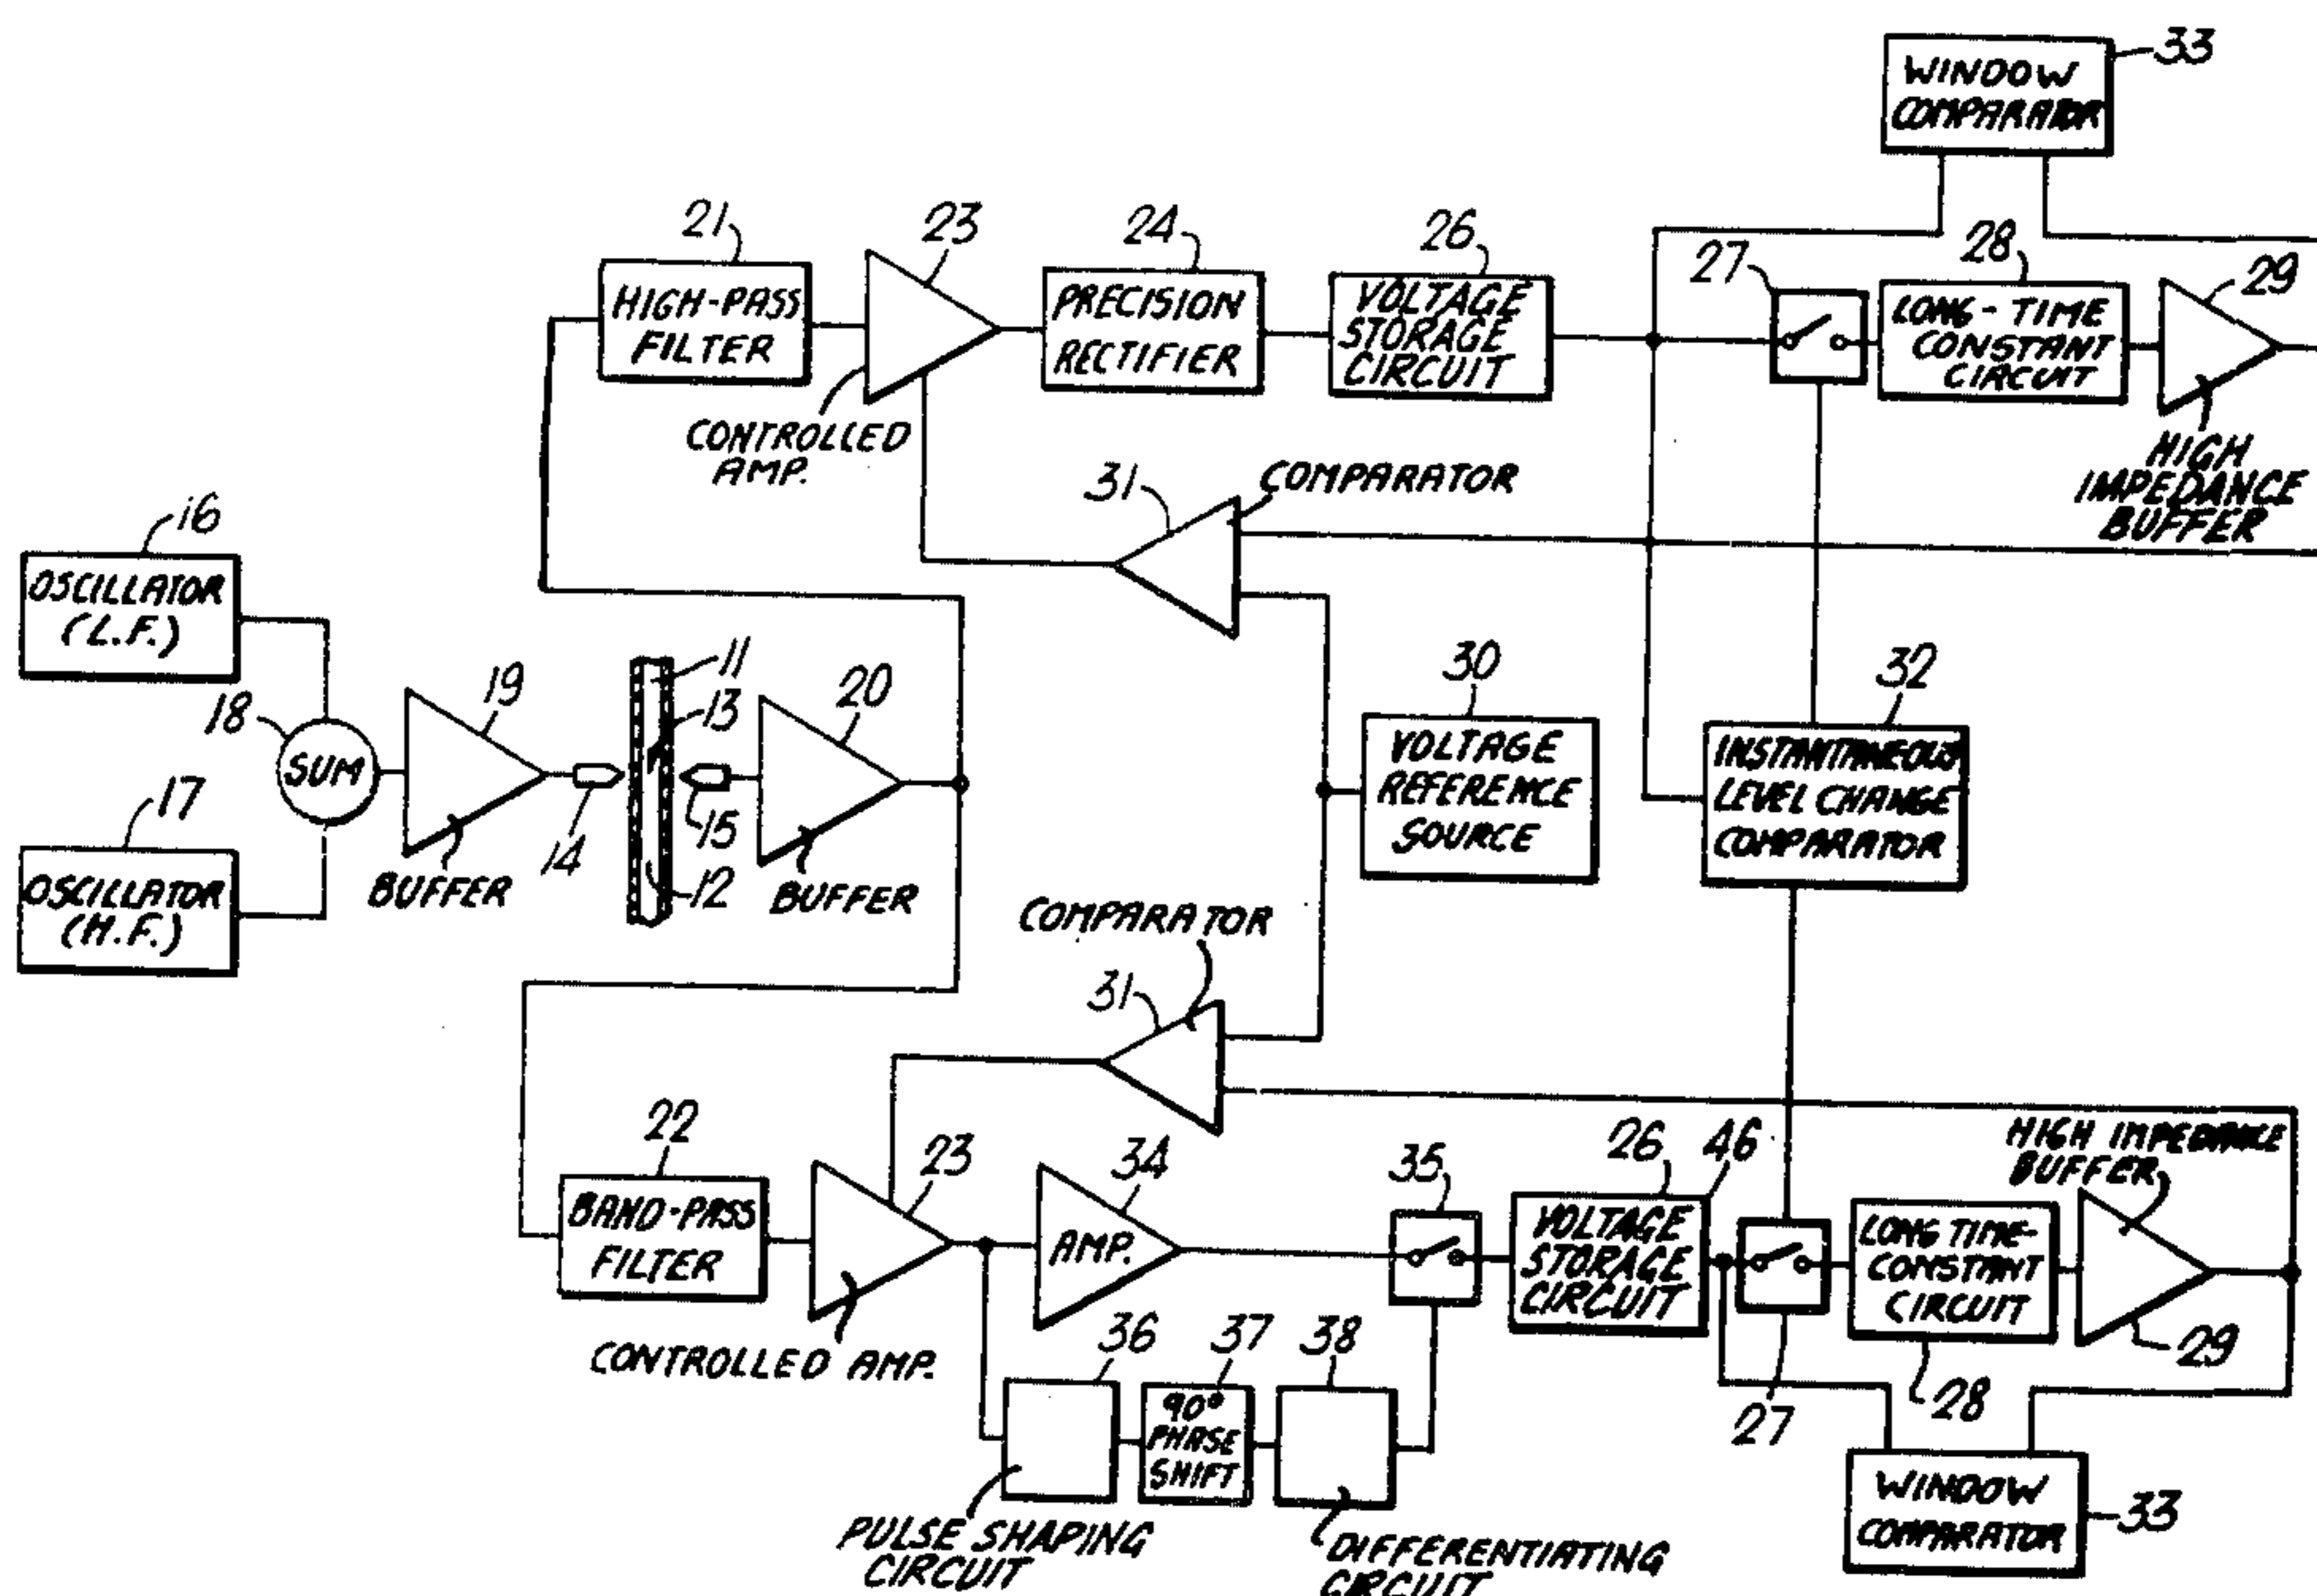 33
WINDOW
COMPARATOR
21
23
24
26
27
28
29
HIGH-PASS
FILTER
PRECISION
RECTIFIER
VOLTAGE
STORAGE
CIRCUIT
LONG-TIME
CONSTANT
CIRCUIT
CONTROLLED
AMP.
HIGH
IMPEDANCE
BUFFER
31
COMPARATOR
16
OSCILLATOR
(L.F.)
18
SUM
19
BUFFER
14
11
13
15
12
20
BUFFER
17
OSCILLATOR
(H.F.)
30
VOLTAGE
REFERENCE
SOURCE
32
INSTANTANEOUS
LEVEL CHANGE
COMPARATOR
COMPARATOR
31
22
BAND-PASS
FILTER
23
CONTROLLED AMP.
34
AMP.
35
26
46
VOLTAGE
STORAGE
CIRCUIT
27
LONG TIME-
CONSTANT
CIRCUIT
28
HIGH IMPEDANCE
BUFFER
29
36
37
38
90°
PHASE
SHIFT
PULSE SHAPING
CIRCUIT
DIFFERENTIATING
CIRCUIT
WINDOW
COMPARATOR
33